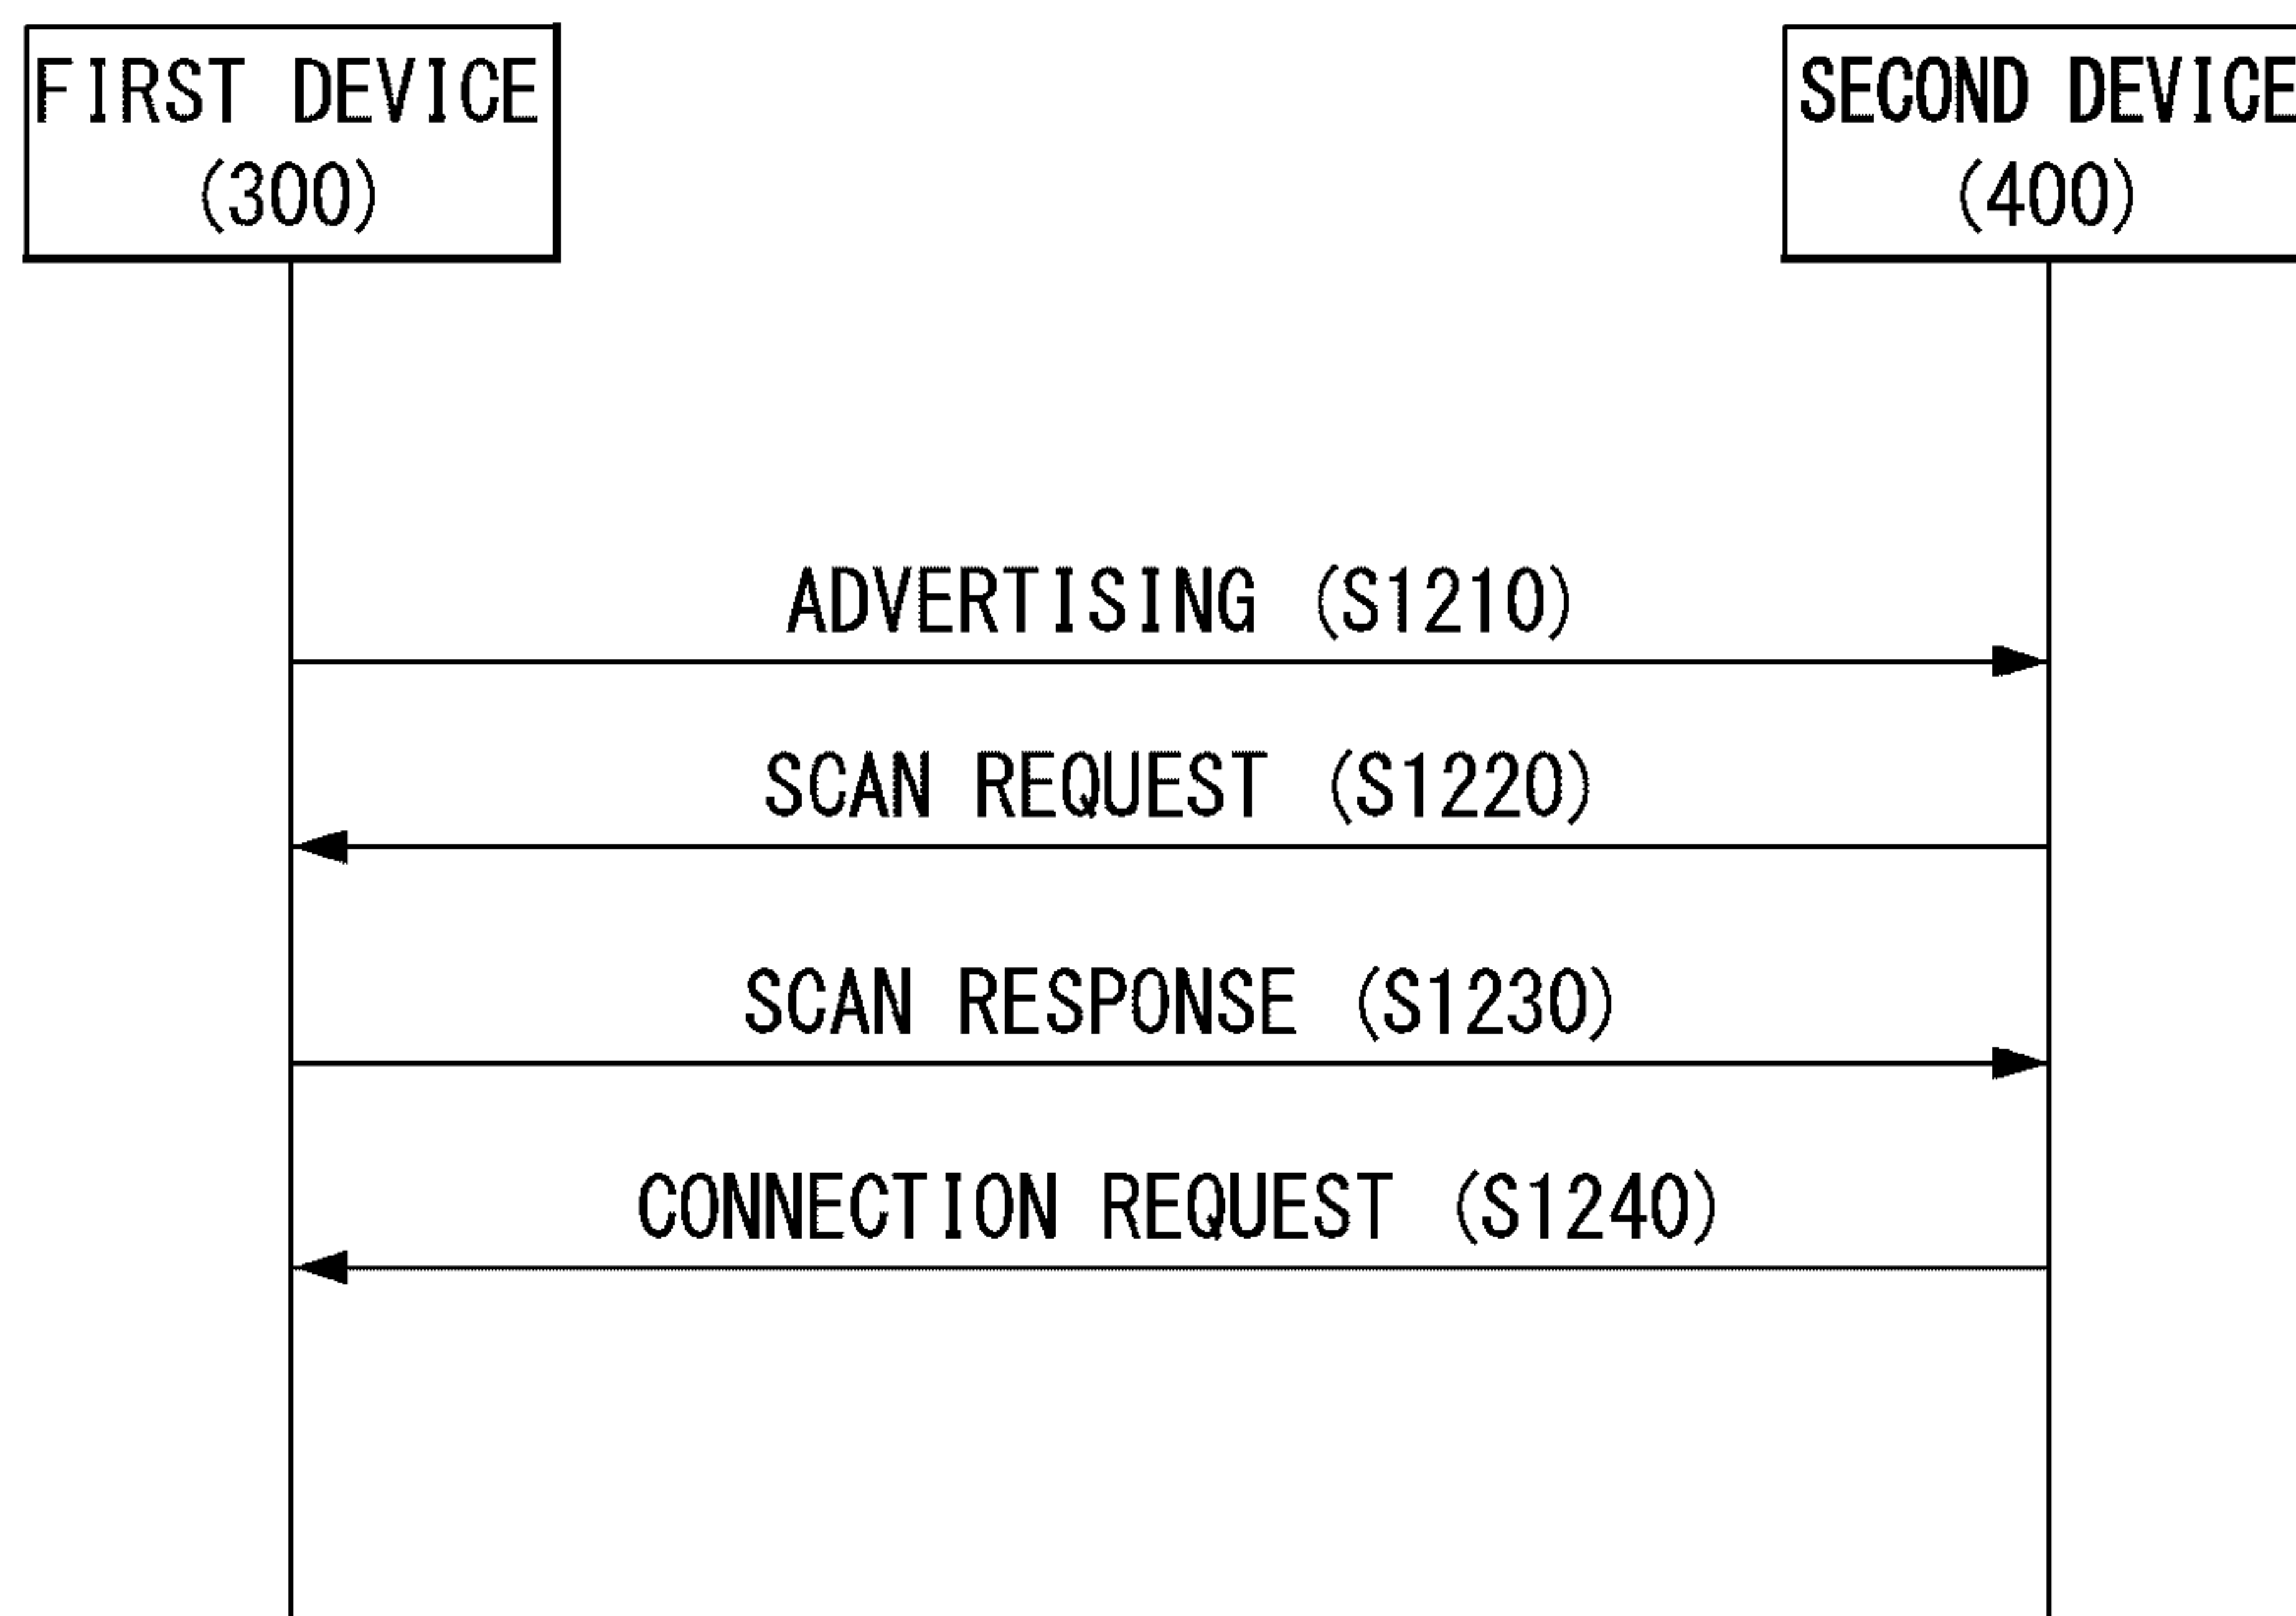 FIRST DEVICE
(300)
SECOND DEVICE
(400)
ADVERTISING (S1210)
SCAN REQUEST (S1220)
SCAN RESPONSE (S1230)
CONNECTION REQUEST (S1240)